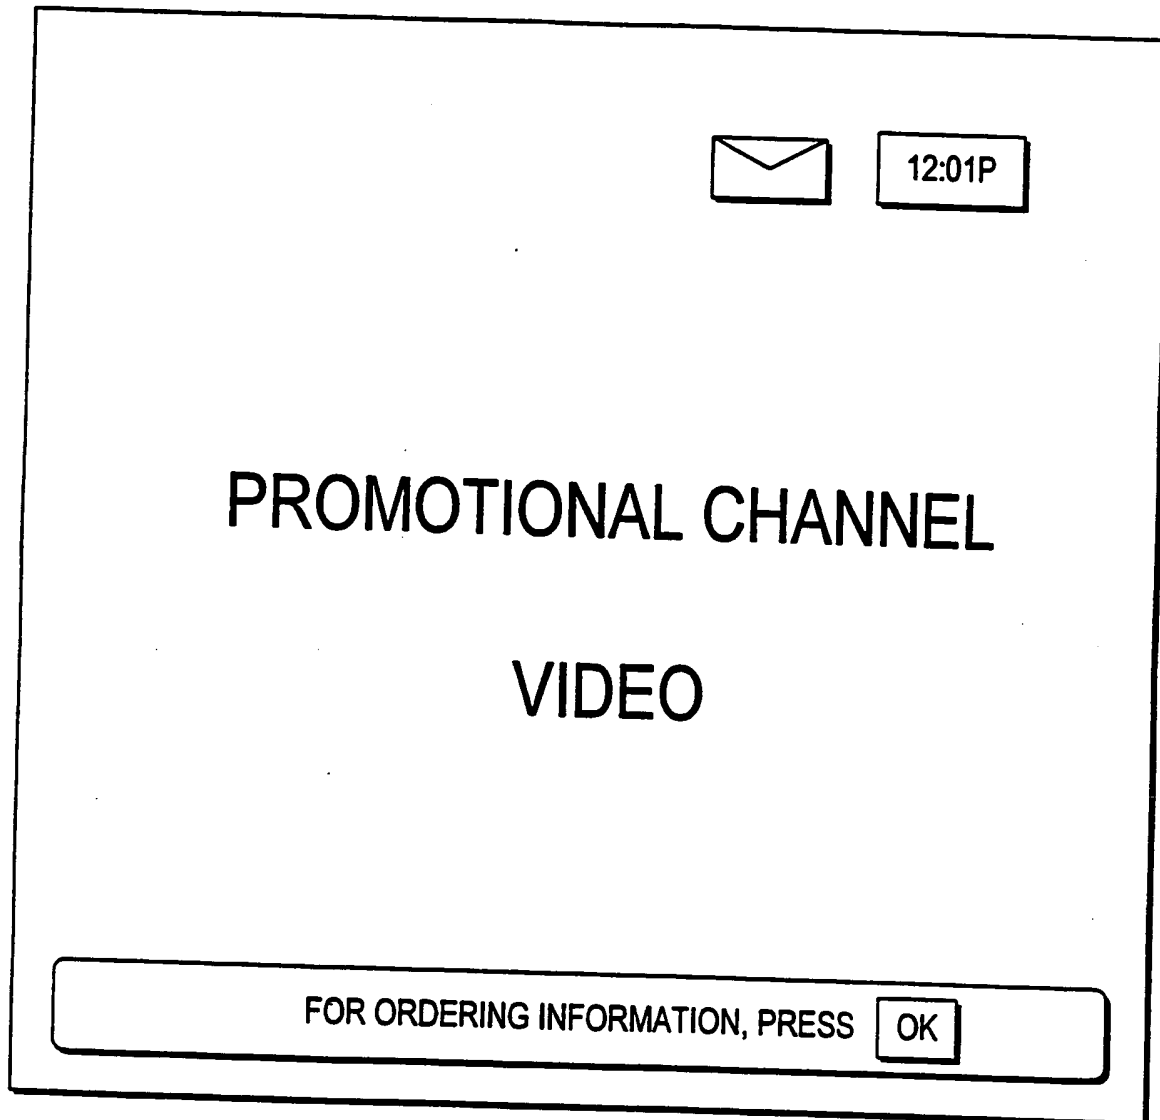 12:01P
PROMOTIONAL CHANNEL
VIDEO
FOR ORDERING INFORMATION, PRESS OK